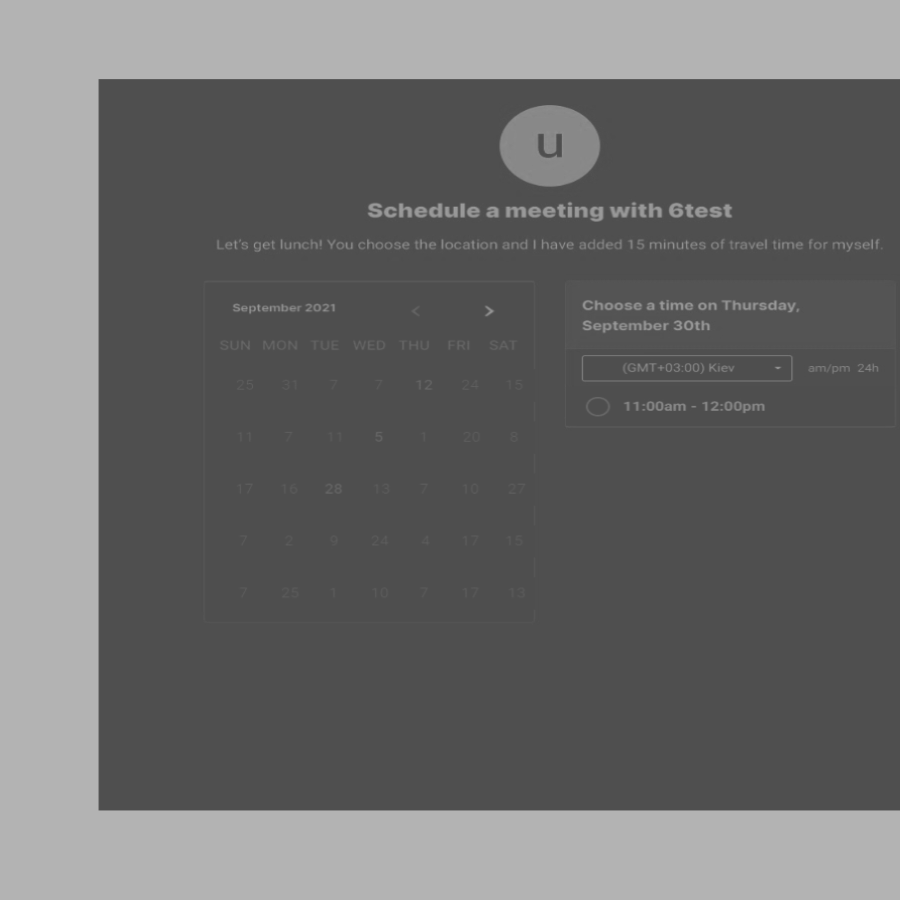 u
Schedule a meeting with 6test
Let's get lunch! You choose the location and I have added 15 minutes of travel time for myself.
September 2021 < >
SUN MON TUE WED THU FRI SAT
25 31 7 7 12 24 15
11 7 11 5 1 20 8
17 16 28 13 7 10 27
7 2 9 24 4 17 15
7 25 1 10 7 17 13
Choose a time on Thursday,
September 30th
(GMT+03:00) Kiev am/pm 24h
11:00am - 12:00pm